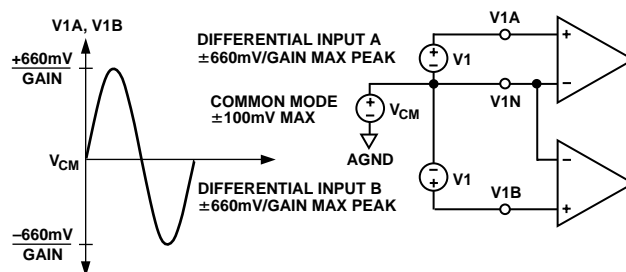 V1A, V1B
+660mV
GAIN
V_CM
–660mV
GAIN
DIFFERENTIAL INPUT A
±660mV/GAIN MAX PEAK
COMMON MODE
±100mV MAX
DIFFERENTIAL INPUT B
±660mV/GAIN MAX PEAK
V1A
+
–
V1
+
–
V1N
+
–
V_CM
AGND
–
+
V1
–
+
V1B